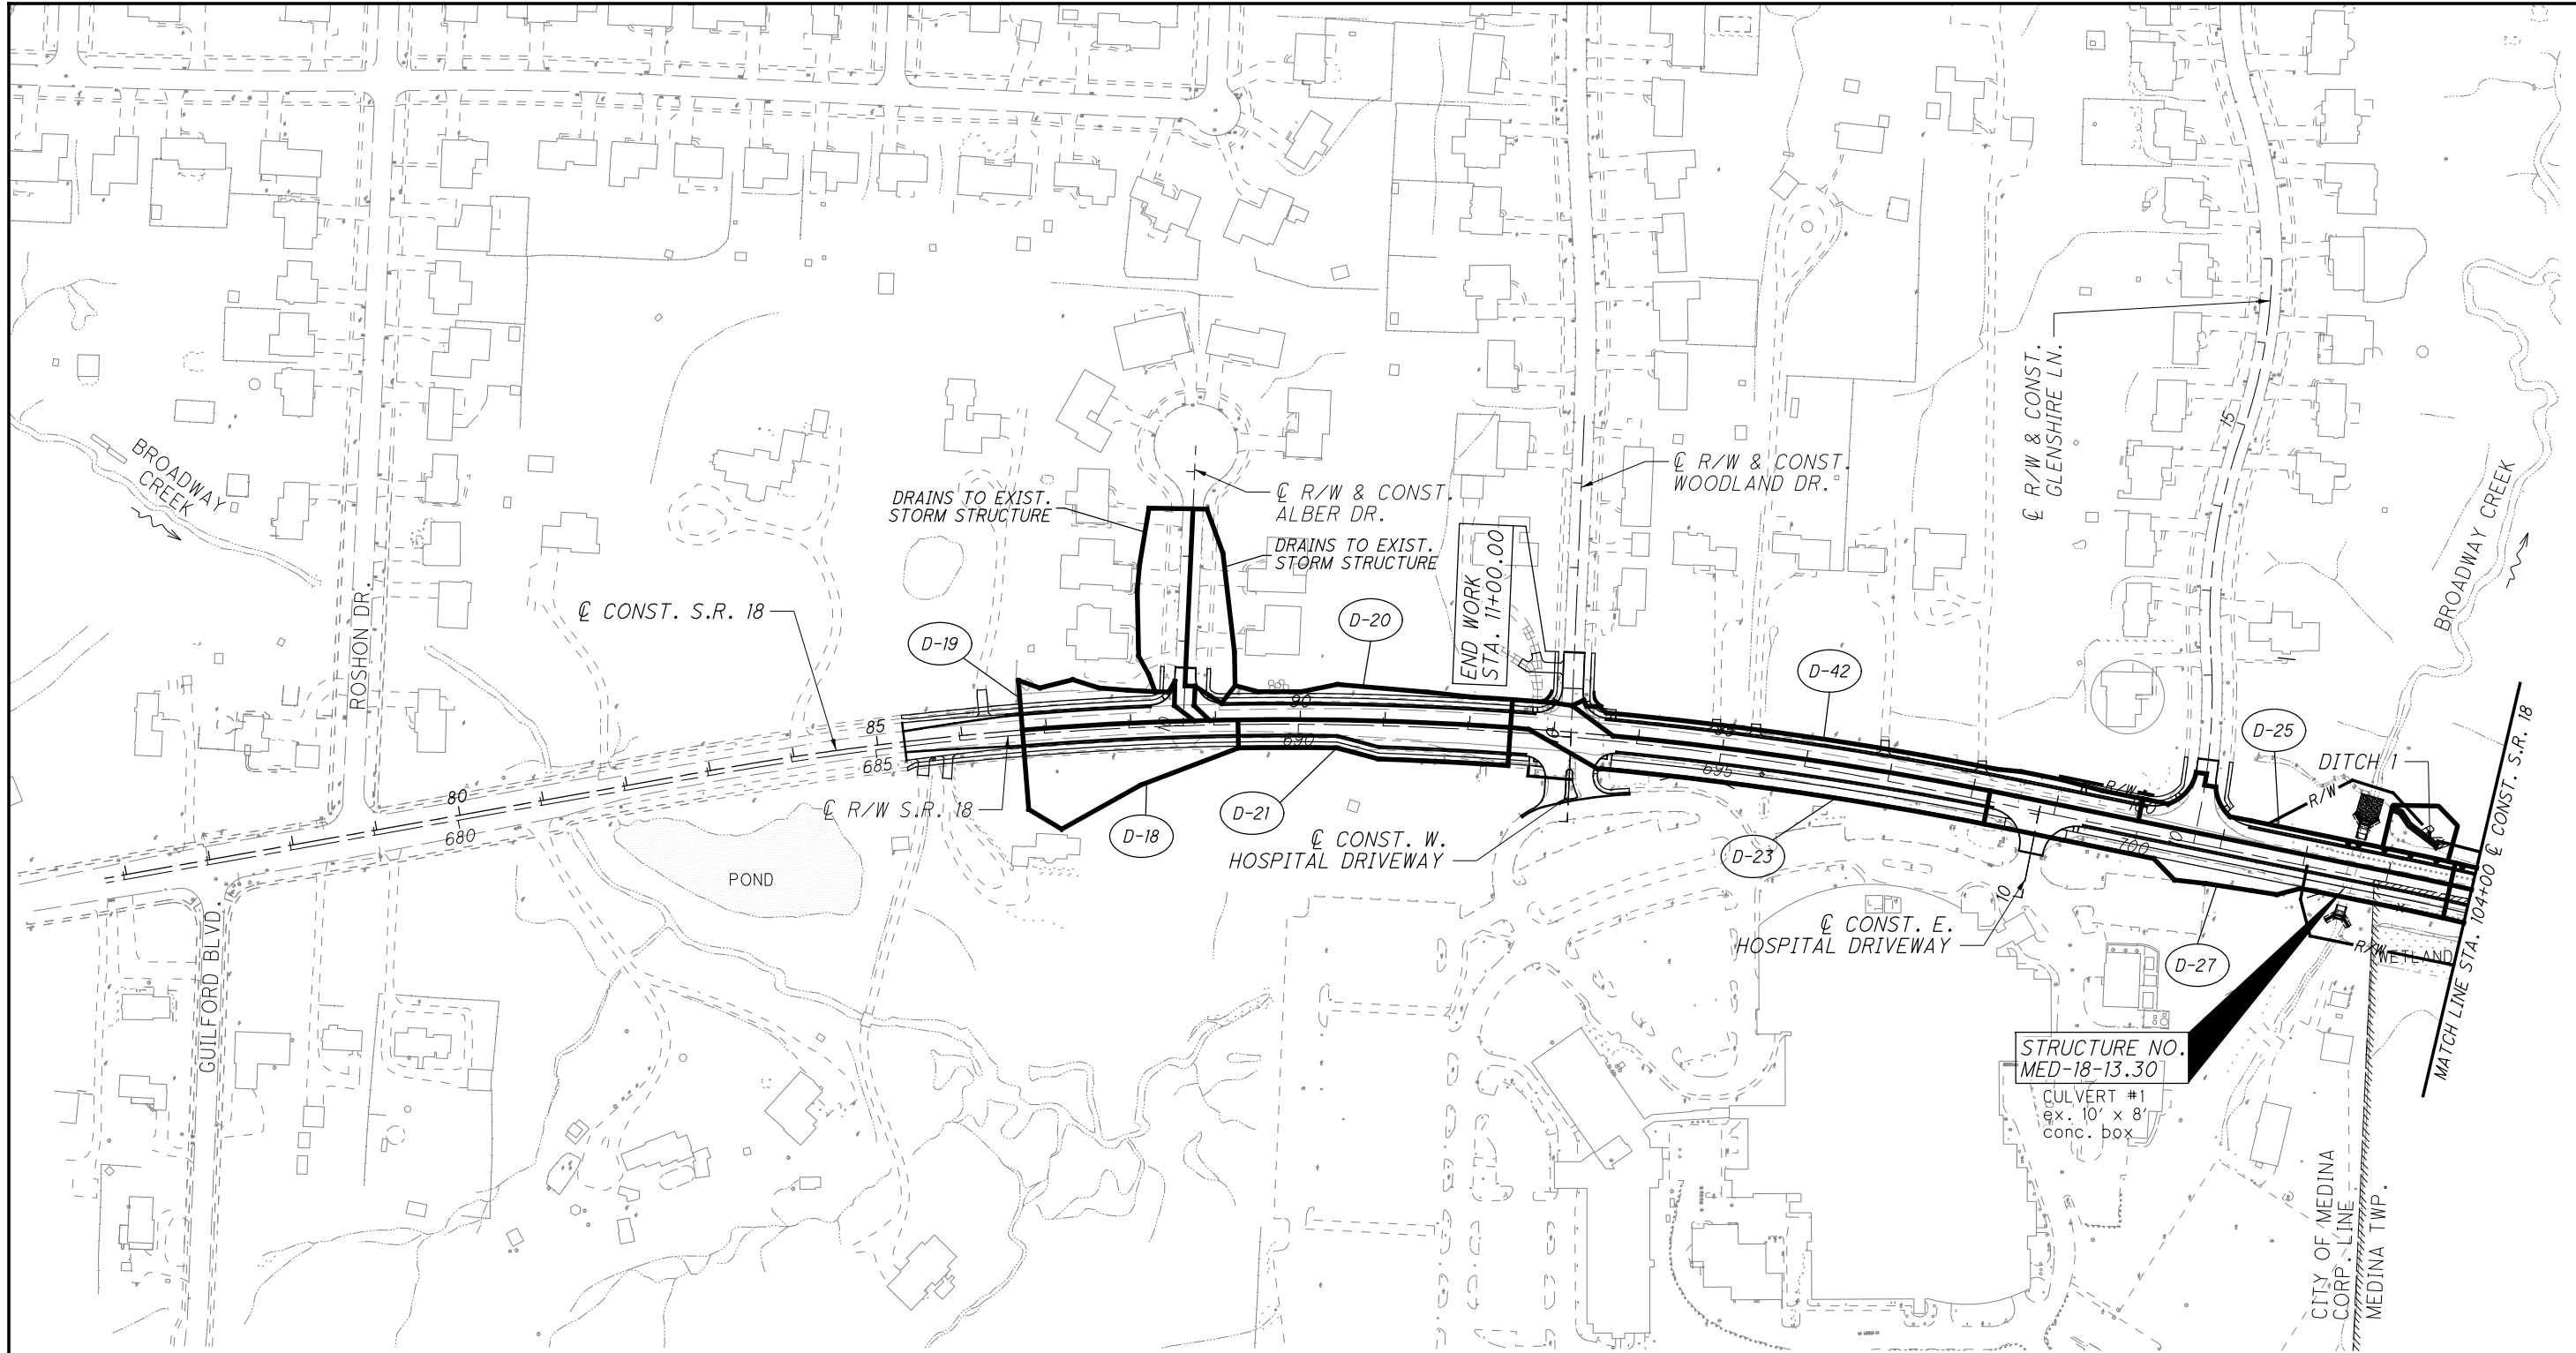 BROADWAY
CREEK
ROSHON DR.
GUILFORD BLVD.
℄ CONST. S.R. 18
80
680
85
685
POND
℄ R/W S.R. 18
DRAINS TO EXIST.
STORM STRUCTURE
℄ R/W & CONST.
ALBER DR.
DRAINS TO EXIST.
STORM STRUCTURE
D-19
D-20
D-18
D-21
90
690
END WORK
STA. 11+00.00
℄ R/W & CONST.
WOODLAND DR.
℄ CONST. W.
HOSPITAL DRIVEWAY
D-42
695
D-23
℄ CONST. E.
HOSPITAL DRIVEWAY
10
℄ R/W & CONST.
GLENSHIRE LN.
15
R/W
700
D-25
DITCH 1
R/W
R/W
D-27
R/W
WETLAND
BROADWAY CREEK
MATCH LINE STA. 104+00 ℄ CONST. S.R. 18
STRUCTURE NO.
MED-18-13.30
CULVERT #1
ex. 10' x 8'
conc. box
CITY OF MEDINA
CORP. LINE
MEDINA TWP.